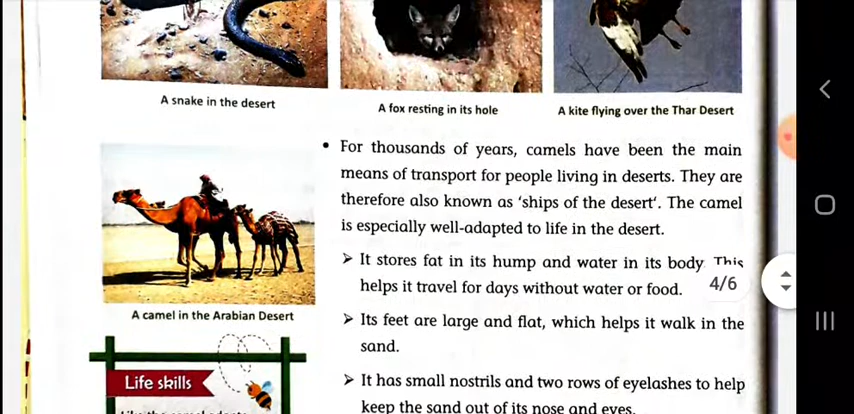 A snake in the desert
A fox resting in its hole
A kite flying over the Thar Desert
• For thousands of years, camels have been the main
means of transport for people living in deserts. They are
therefore also known as ‘ships of the desert’. The camel
is especially well-adapted to life in the desert.
➤ It stores fat in its hump and water in its body. This
helps it travel for days without water or food.
4/6
➤ Its feet are large and flat, which helps it walk in the
sand.
➤ It has small nostrils and two rows of eyelashes to help
keep the sand out of its nose and eyes.
A camel in the Arabian Desert
Life skills